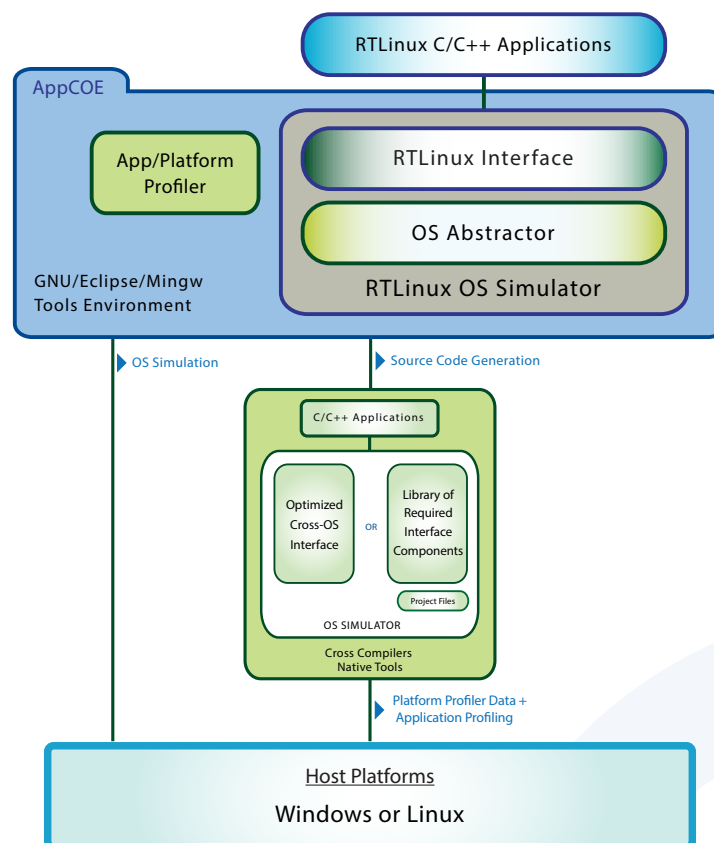 RTLinux C/C++ Applications
AppCOE
App/Platform
Profiler
RTLinux Interface
OS Abstractor
RTLinux OS Simulator
GNU/Eclipse/Mingw
Tools Environment
OS Simulation
Source Code Generation
C/C++ Applications
Optimized
Cross-OS
Interface
OR
Library of
Required
Interface
Components
Project Files
OS SIMULATOR
Cross Compilers
Native Tools
Platform Profiler Data +
Application Profiling
Host Platforms
Windows or Linux